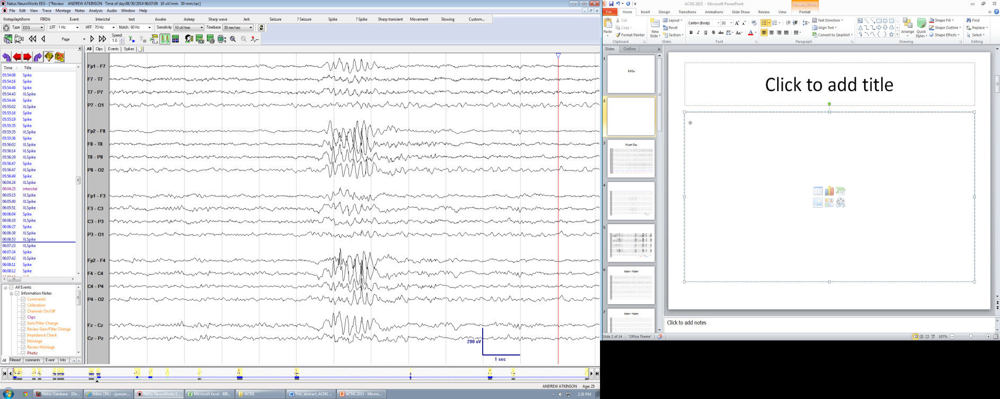 Natus NeuroWorks EEG - [*Review: ANDREW ATKINSON Time of day:08/30/2014 06:07:09 10 uV/mm 30 mm/sec]
File Edit View Trace Montage Notes Analysis Audio Window Help
firstepileptiform FIRDA Event Interictal test Awake Asleep Sharp wave Jerk Seizure ? Seizure Spike ? Spike Sharp transient Movement Slowing Custom...
Type EEG LFF 1 Hz HFF 70 Hz Notch 60 Hz Sensitivity 10 uV/mm Timebase 30 mm/sec
Page Speed: 1.0
All Clips Events Spikes
Time Title
05:54:08 Spike
05:54:16 Spike
05:54:40 Spike
05:54:43 XLSpike
05:54:44 Spike
05:55:02 XLSpike
05:55:16 Spike
05:55:19 Spike
05:55:35 Spike
05:55:35 XLSpike
05:55:36 Spike
05:56:02 XLSpike
05:56:14 XLSpike
05:56:29 XLSpike
05:56:47 Spike
05:56:47 XLSpike
05:56:49 Spike
06:04:24 XLSpike
06:04:25 interictal
06:05:15 XLSpike
06:05:40 XLSpike
06:05:51 XLSpike
06:06:04 Spike
06:06:10 XLSpike
06:06:27 Spike
06:06:30 XLSpike
06:06:53 XLSpike
06:07:23 XLSpike
06:07:24 Spike
06:07:42 XLSpike
06:08:11 Spike
06:08:12 Spike
All Events
Information Notes
Comments
Calibration
Channels On/Off
Clips
Gain/Filter Change
Review Gain/Filter Change
Impedance Check
Montage
Review Montage
Photic
All Filtered comments Event Info
Fp1 - F7
F7 - T7
T7 - P7
P7 - O1
Fp2 - F8
F8 - T8
T8 - P8
P8 - O2
Fp1 - F3
F3 - C3
C3 - P3
P3 - O1
Fp2 - F4
F4 - C4
C4 - P4
P4 - O2
Fz - Cz
Cz - Pz
200 uV
1 sec
ANDREW ATKINSON Age: 25
Natus Database - [De...
Inbox (391) - jiyeoun...
Natus NeuroWorks E...
Microsoft Excel - BIR...
ACNS
Yoo_abstract_ACNS ...
ACNS 2015 - Micros...
2:30 PM
ACNS 2015 - Microsoft PowerPoint
Drawing Tools
File Home Insert Design Transitions Animations Slide Show Review View Format
Paste Cut Copy Format Painter
Clipboard
New Slide Layout Reset Section
Slides
Calibri (Body) 32
Font
Text Direction
Align Text
Convert to SmartArt
Paragraph
Arrange Quick Styles
Shape Fill
Shape Outline
Shape Effects
Drawing
Find
Replace
Select
Editing
Slides Outline
1
BIRDs
2
3
Wyatt Day
4
5
6
Adam Haber
7
Adam Haber
Click to add title
Click to add notes
Slide 2 of 14 "Office Theme" 107%